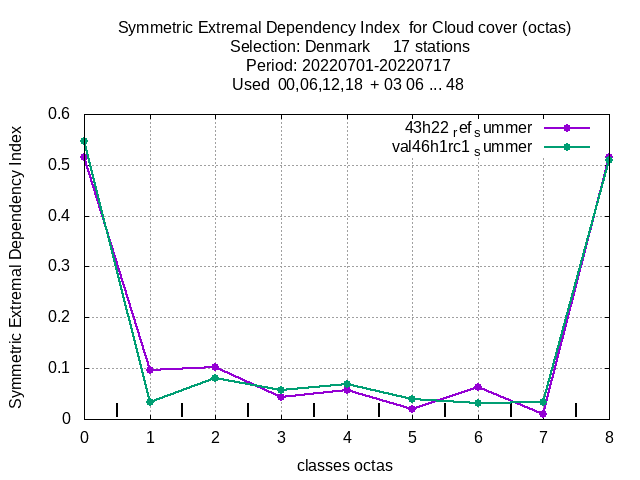 Symmetric Extremal Dependency Index  for Cloud cover (octas)
Selection: Denmark     17 stations
Period: 20220701-20220717
Used  00,06,12,18  + 03 06 ... 48
43h22 ref summer
val46h1rc1 summer
Symmetric Extremal Dependency Index
0.6
0.5
0.4
0.3
0.2
0.1
0
0 1 2 3 4 5 6 7 8
classes octas